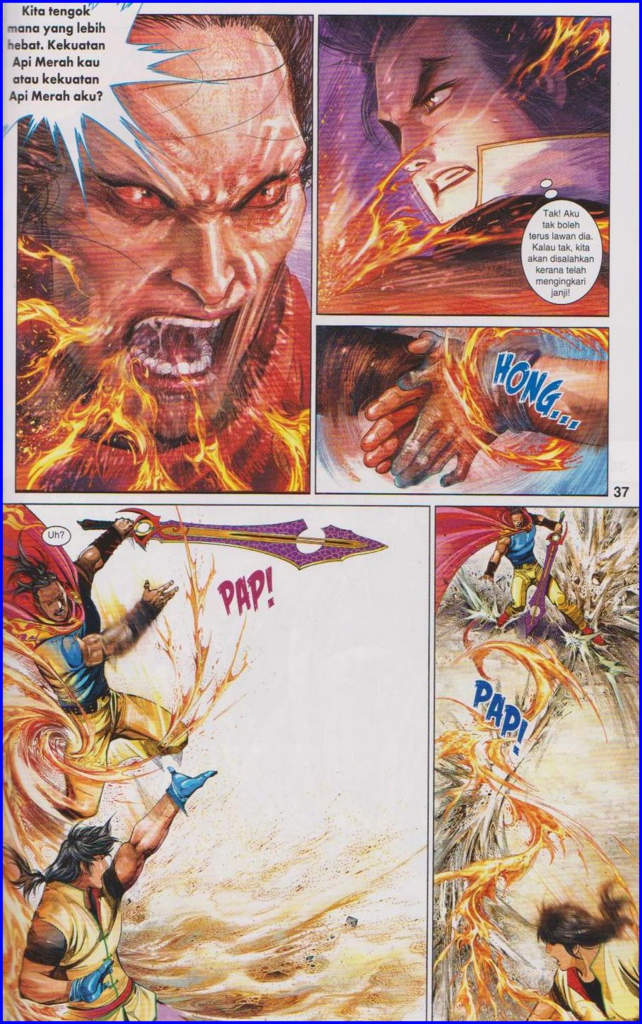 Kita tengok
mana yang lebih
hebat. Kekuatan
Api Merah kau
atau kekuatan
Api Merah aku?
Tak! Aku
tak boleh
terus lawan dia.
Kalau tak, kita
akan disalahkan
kerana telah
mengingkari
janji!
HONG...
37
Uh?
PAP!
PAP!